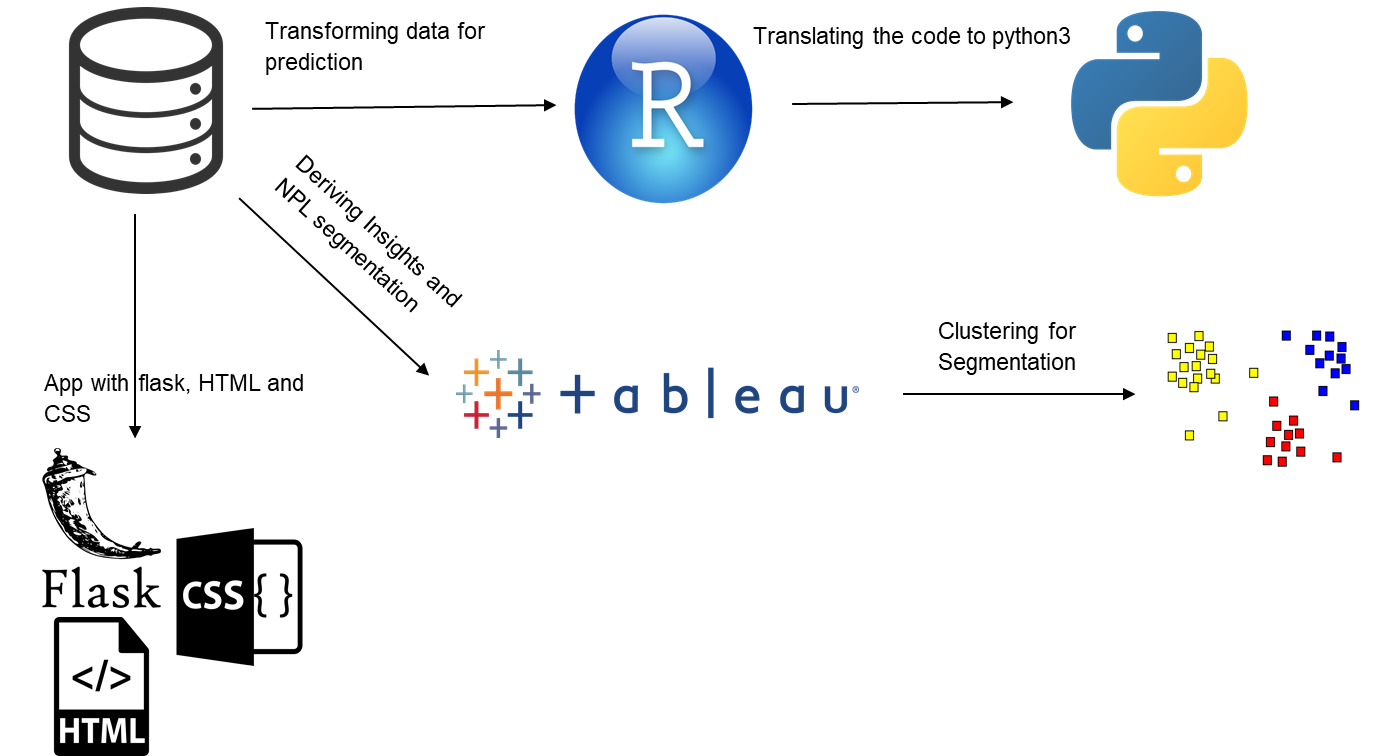 Transforming data for
prediction
R
Translating the code to python3
Deriving Insights and
NPL segmentation
App with flask, HTML and
CSS
+ableau®
Clustering for
Segmentation
Flask
CSS {}
</>
HTML